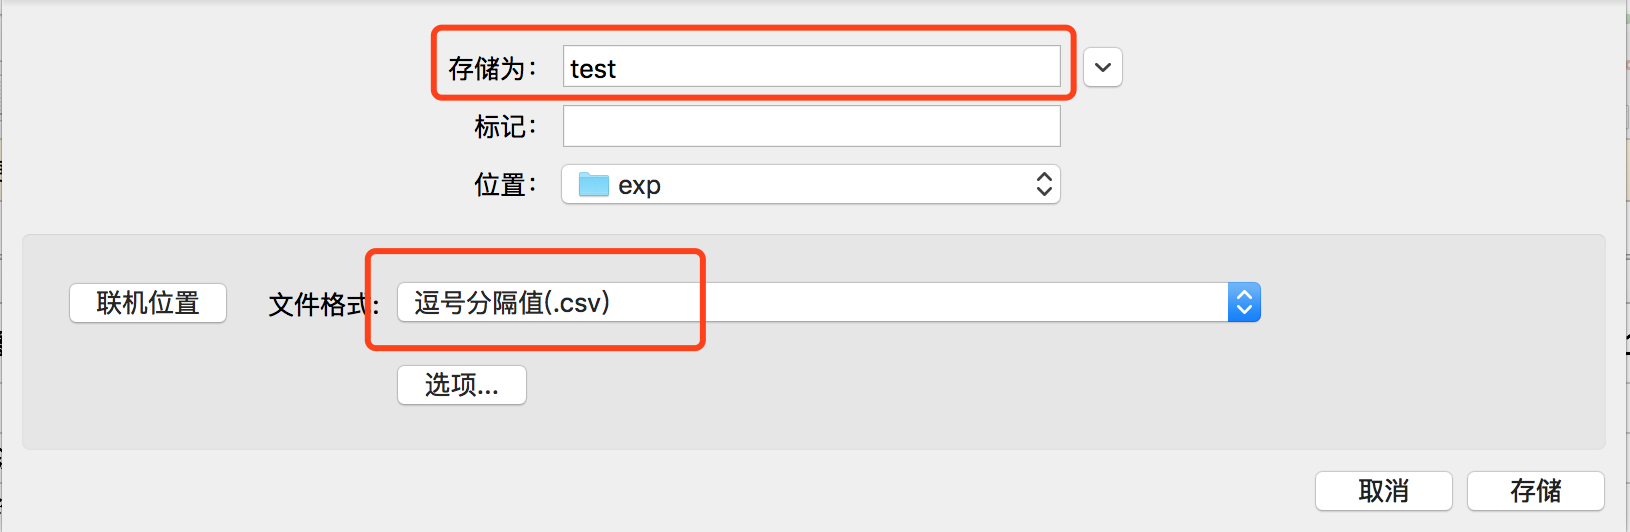 存储为： test
标记：
位置： exp
联机位置 文件格式： 逗号分隔值(.csv)
选项...
取消 存储